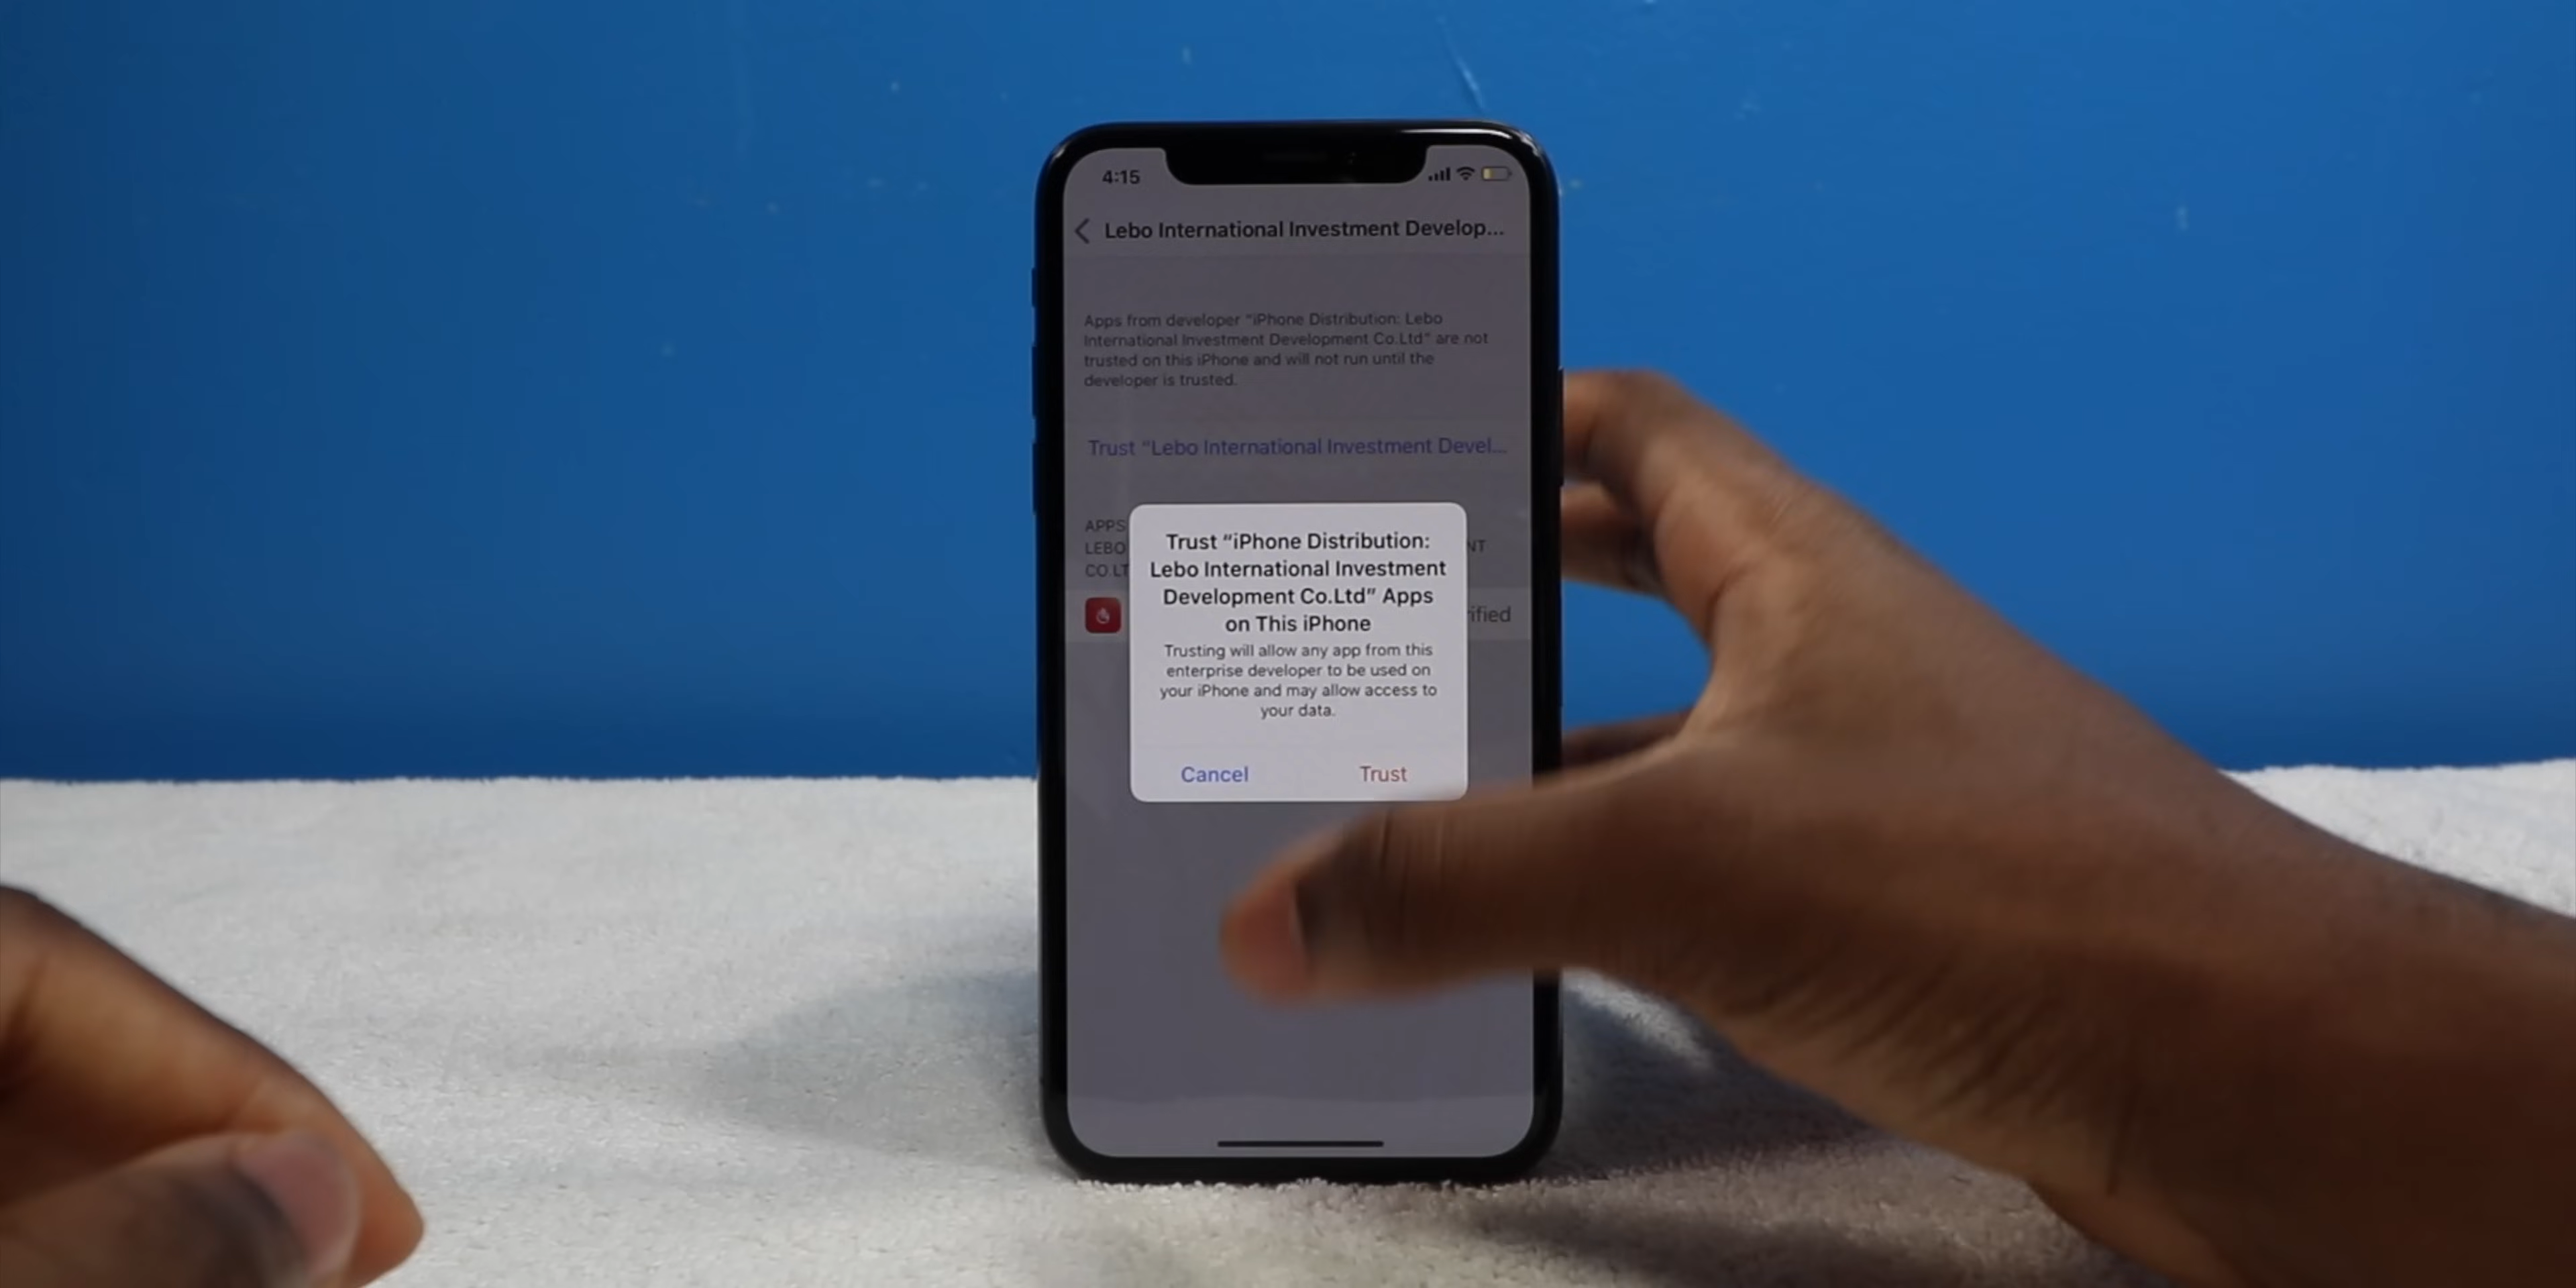 4:15
Lebo International Investment Develop...
Apps from developer “iPhone Distribution: Lebo
International Investment Development Co.Ltd” are not
trusted on this iPhone and will not run until the
developer is trusted.
Trust “Lebo International Investment Devel...
APPS
LEBO
Trust “iPhone Distribution:
Lebo International Investment
Development Co.Ltd” Apps
on This iPhone
Trusting will allow any app from this
enterprise developer to be used on
your iPhone and may allow access to
your data.
Cancel
Trust